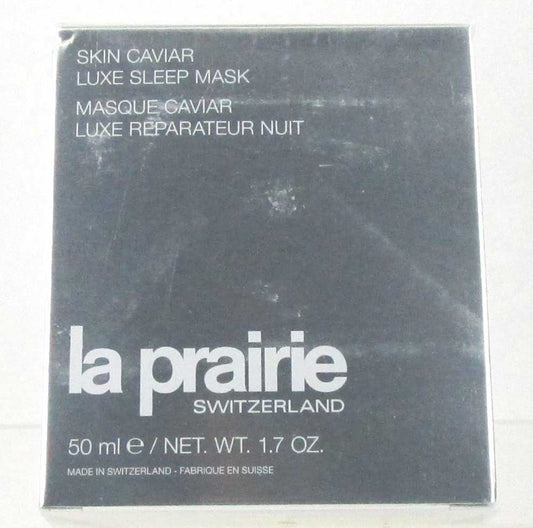 SKIN CAVIAR
LUXE SLEEP MASK
MASQUE CAVIAR
LUXE REPARATEUR NUIT
la prairie
SWITZERLAND
50 ml ℮ / NET. WT. 1.7 OZ.
MADE IN SWITZERLAND - FABRIQUE EN SUISSE